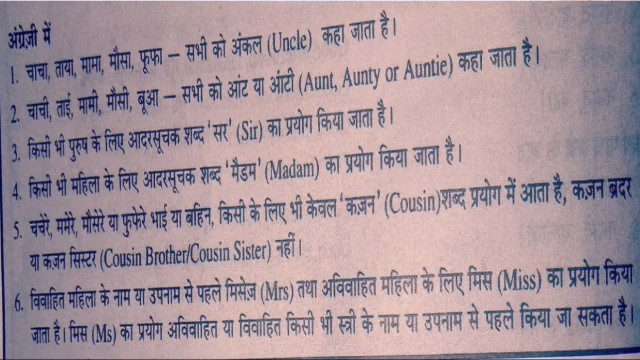 अंग्रेज़ी में
1. चाचा, ताया, मामा, मौसा, फूफा – सभी को अंकल (Uncle) कहा जाता है।
2. चाची, ताई, मामी, मौसी, बूआ – सभी को आंट या आंटी (Aunt, Aunty or Auntie) कहा जाता है।
3. किसी भी पुरुष के लिए आदरसूचक शब्द 'सर' (Sir) का प्रयोग किया जाता है।
4. किसी भी महिला के लिए आदरसूचक शब्द 'मैडम' (Madam) का प्रयोग किया जाता है।
5. चचेरे, ममेरे, मौसेरे या फुफेरे भाई या बहिन, किसी के लिए भी केवल 'कज़न' (Cousin)शब्द प्रयोग में आता है, कज़न ब्रदर
या कज़न सिस्टर (Cousin Brother/Cousin Sister) नहीं।
6. विवाहित महिला के नाम या उपनाम से पहले मिसेज़ (Mrs) तथा अविवाहित महिला के लिए मिस (Miss) का प्रयोग किया
जाता है। मिस (Ms) का प्रयोग अविवाहित या विवाहित किसी भी स्त्री के नाम या उपनाम से पहले किया जा सकता है।